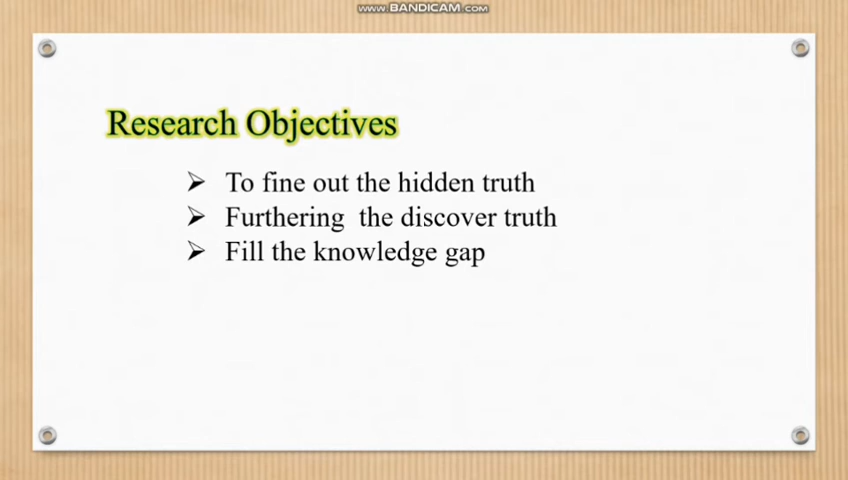 www.BANDICAM.com
Research Objectives
➢ To fine out the hidden truth
➢ Furthering the discover truth
➢ Fill the knowledge gap